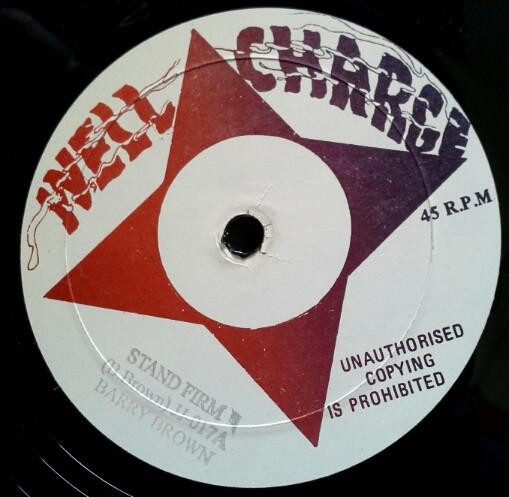 WELL CHARGE
45 R.P.M
UNAUTHORISED
COPYING
IS PROHIBITED
STAND FIRM
Brown) H-017A
BARRY BROWN